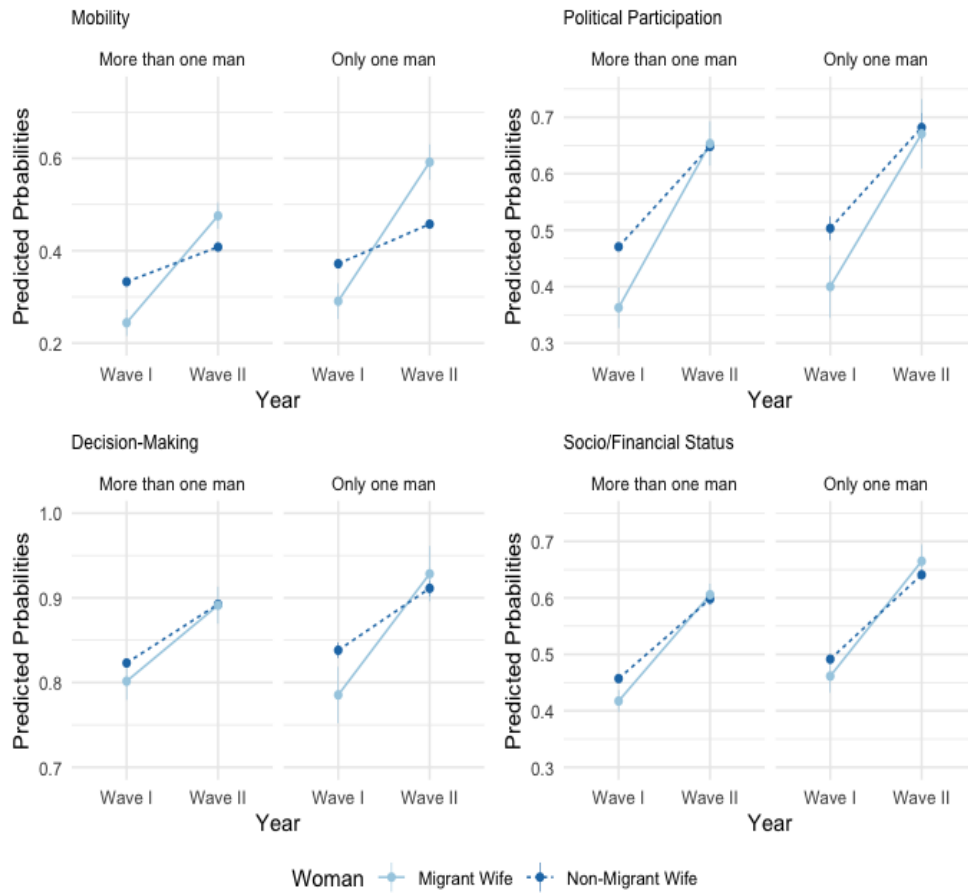 Mobility
More than one man
Only one man
Predicted Prbabilities
0.6
0.4
0.2
Wave I
Wave II
Wave I
Wave II
Year
Political Participation
More than one man
Only one man
Predicted Prbabilities
0.7
0.6
0.5
0.4
0.3
Wave I
Wave II
Wave I
Wave II
Year
Decision-Making
More than one man
Only one man
Predicted Prbabilities
1.0
0.9
0.8
0.7
Wave I
Wave II
Wave I
Wave II
Year
Socio/Financial Status
More than one man
Only one man
Predicted Prbabilities
0.7
0.6
0.5
0.4
0.3
Wave I
Wave II
Wave I
Wave II
Year
Woman Migrant Wife Non-Migrant Wife